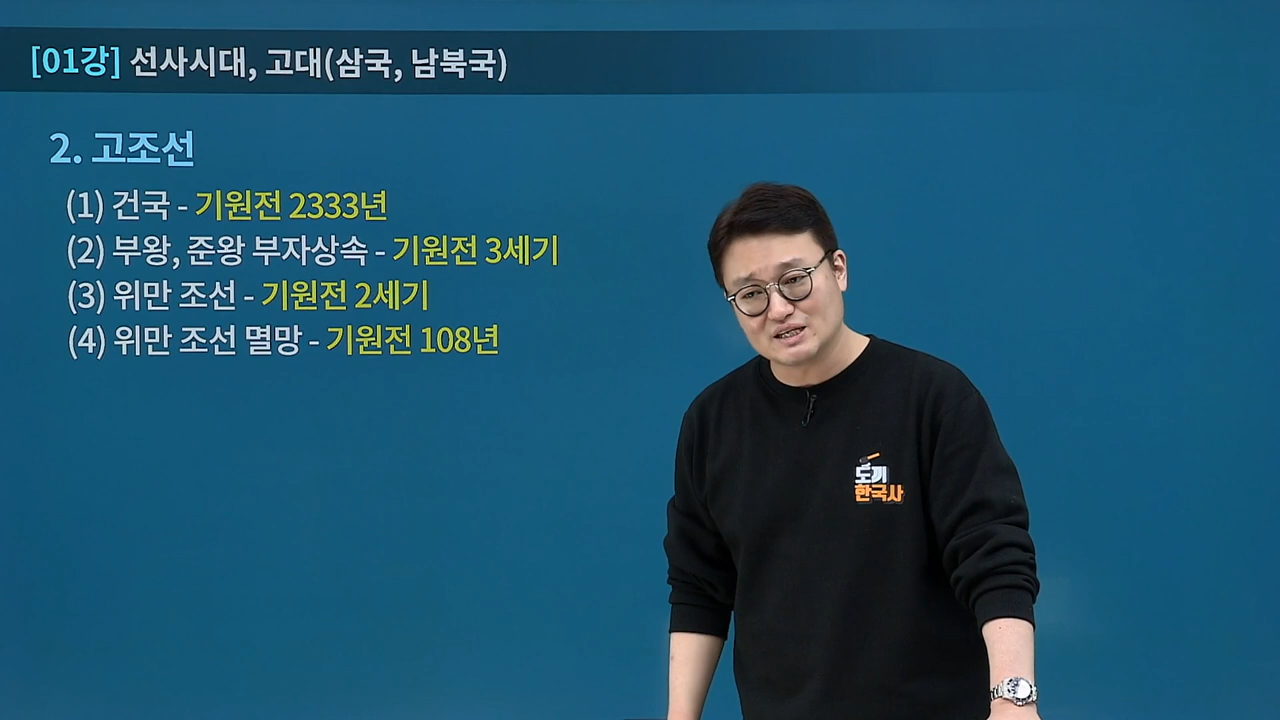 [01강] 선사시대, 고대(삼국, 남북국)
2. 고조선
(1) 건국 - 기원전 2333년
(2) 부왕, 준왕 부자상속 - 기원전 3세기
(3) 위만 조선 - 기원전 2세기
(4) 위만 조선 멸망 - 기원전 108년
도끼
한국사